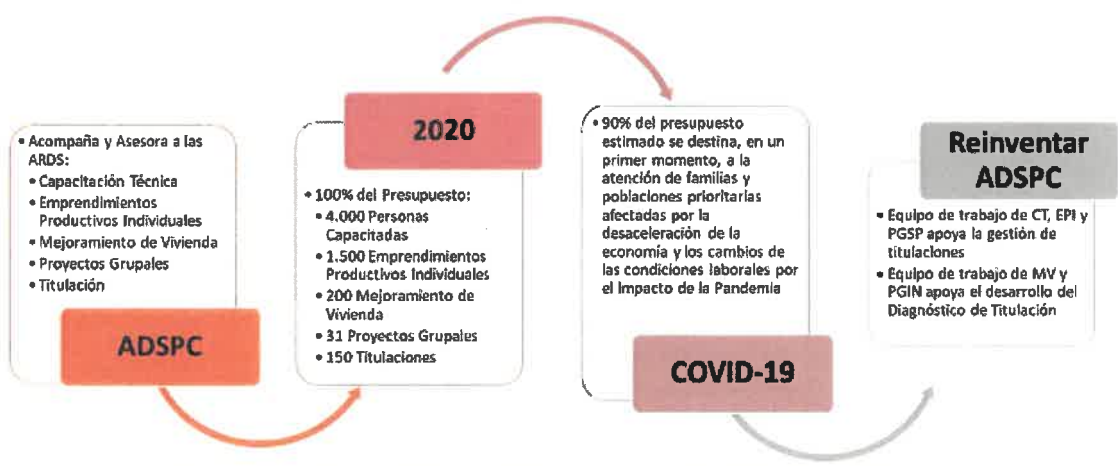 • Acompaña y Asesora a las
ARDS:
• Capacitación Técnica
• Emprendimientos
Productivos Individuales
• Mejoramiento de Vivienda
• Proyectos Grupales
• Titulación
ADSPC
2020
• 100% del Presupuesto:
• 4.000 Personas
Capacitadas
• 1.500 Emprendimientos
Productivos Individuales
• 200 Mejoramiento de
Vivienda
• 31 Proyectos Grupales
• 150 Titulaciones
• 90% del presupuesto
estimado se destina, en un
primer momento, a la
atención de familias y
poblaciones prioritarias
afectadas por la
desaceleración de la
economía y los cambios de
las condiciones laborales por
el Impacto de la Pandemia
COVID-19
Reinventar
ADSPC
• Equipo de trabajo de CT, EPI y
PGSP apoya la gestión de
titulaciones
• Equipo de trabajo de MV y
PGIN apoya el desarrollo del
Diagnóstico de Titulación